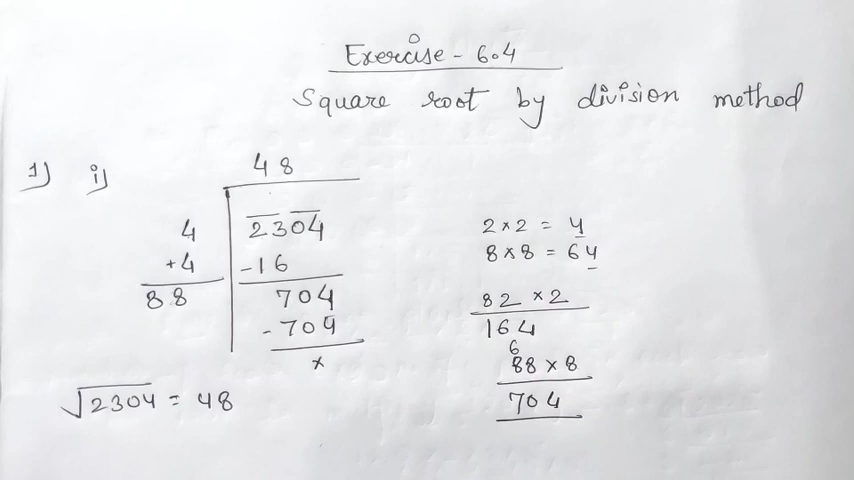 Exercise - 6.4
Square root by division method
1) i) 48
4 2304
+4 -16
88 704
-704
x
√2304 = 48
2 × 2 = 4
8 × 8 = 64
82 × 2
164
6
88 × 8
704